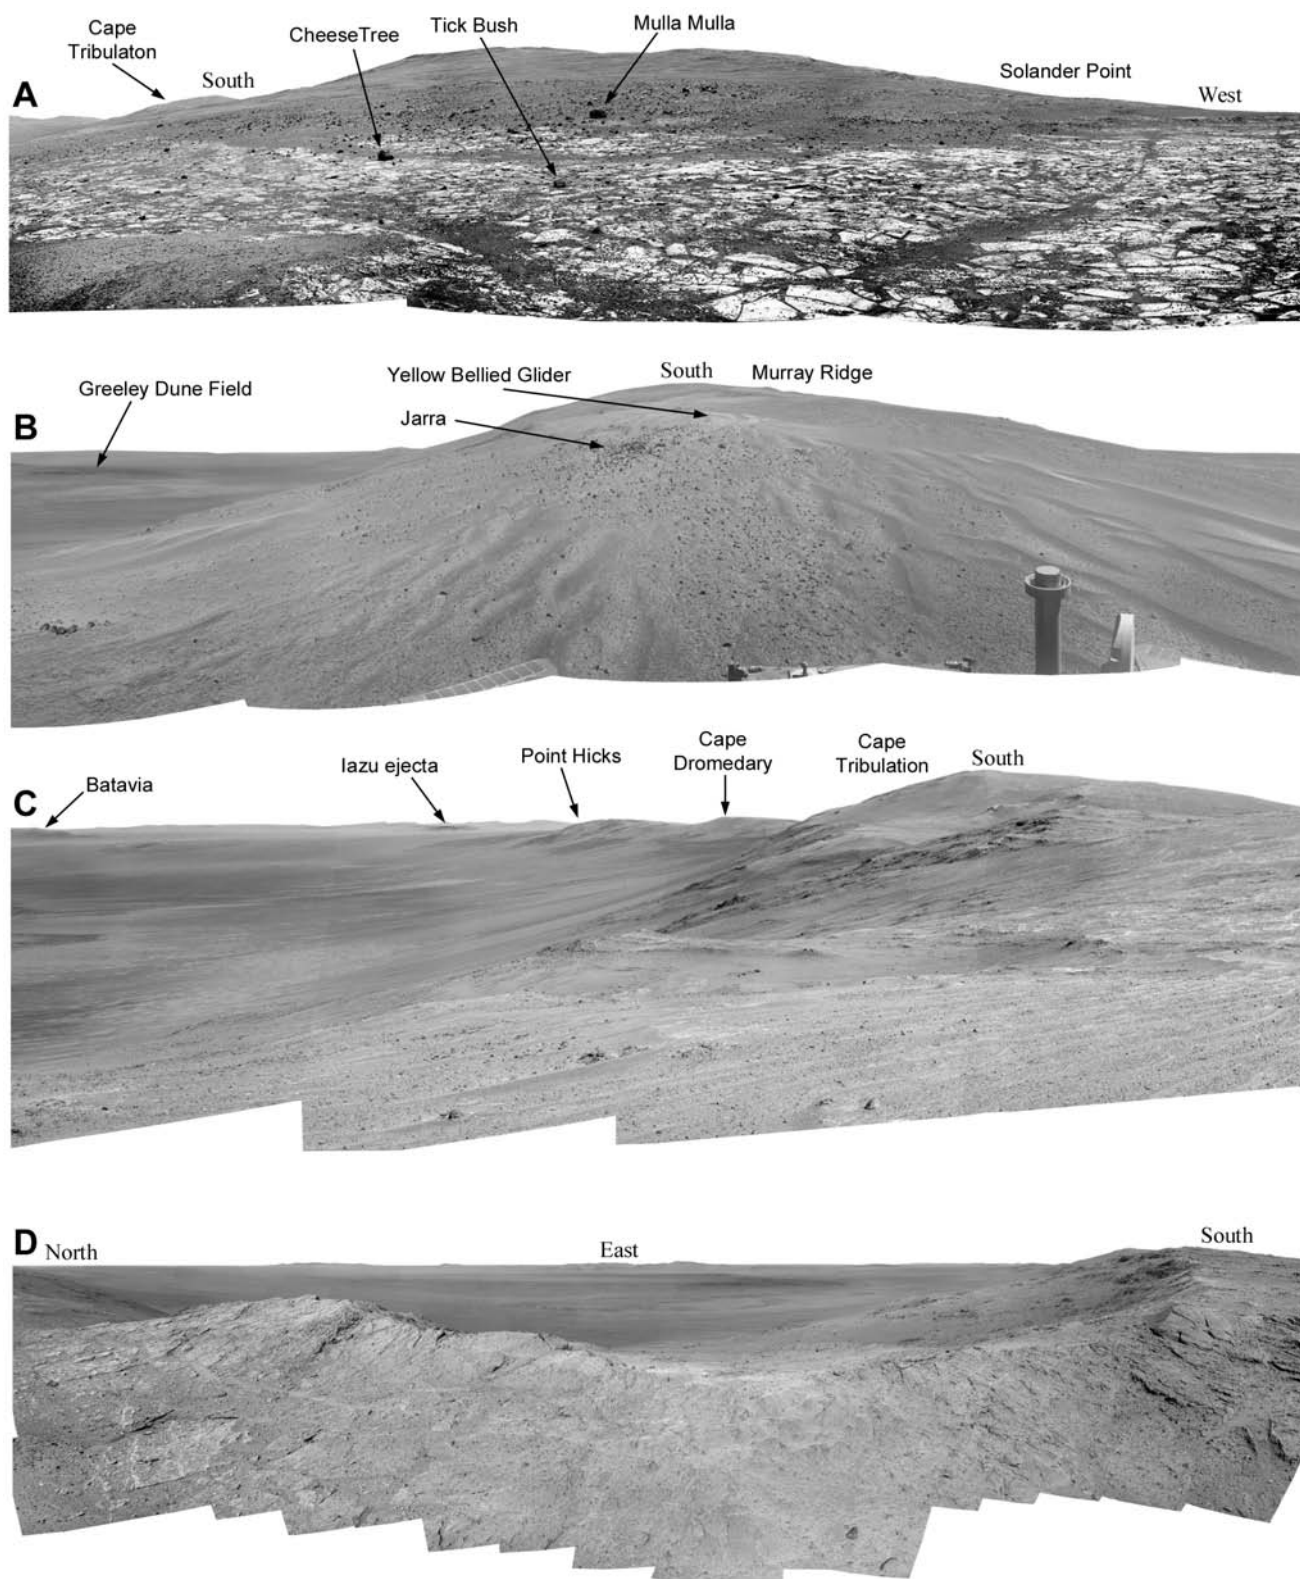 Cape
Tribulaton
South
CheeseTree
Tick Bush
Mulla Mulla
Solander Point
West
A
Greeley Dune Field
Yellow Bellied Glider
Jarra
South
Murray Ridge
B
Batavia
Iazu ejecta
Point Hicks
Cape
Dromedary
Cape
Tribulation
South
C
D
North
East
South